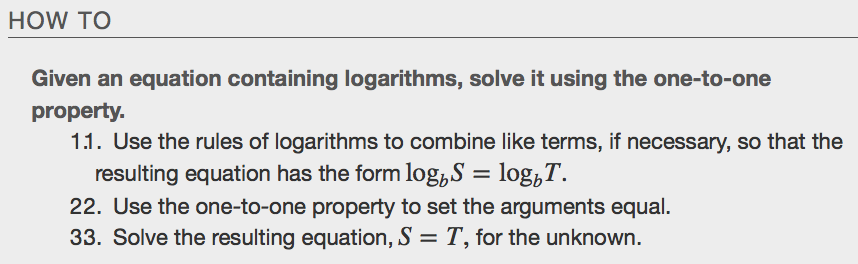 HOW TO
Given an equation containing logarithms, solve it using the one-to-one
property.
11. Use the rules of logarithms to combine like terms, if necessary, so that the
resulting equation has the form log_b S = log_b T.
22. Use the one-to-one property to set the arguments equal.
33. Solve the resulting equation, S = T, for the unknown.